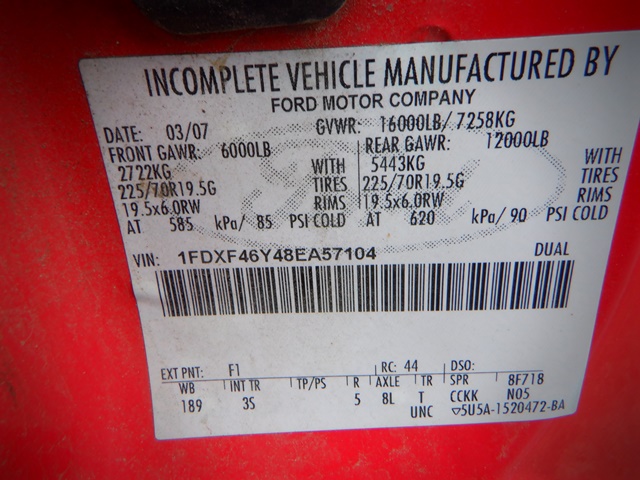 INCOMPLETE VEHICLE MANUFACTURED BY
FORD MOTOR COMPANY
DATE: 03/07 GVWR: 16000LB/ 7258KG
FRONT GAWR: 6000LB REAR GAWR: 12000LB
2722KG WITH 5443KG WITH
225/70R19.5G TIRES 225/70R19.5G TIRES
19.5x6.0RW RIMS 19.5x6.0RW RIMS
AT 585 kPa/ 85 PSI COLD AT 620 kPa/ 90 PSI COLD
VIN: 1FDXF46Y48EA57104 DUAL
EXT PNT: F1 RC: 44 DSO:
WB INT TR TP/PS R AXLE TR SPR 8F718
189 3S 5 8L T CCKK N05
UNC ▽5U5A-1520472-BA